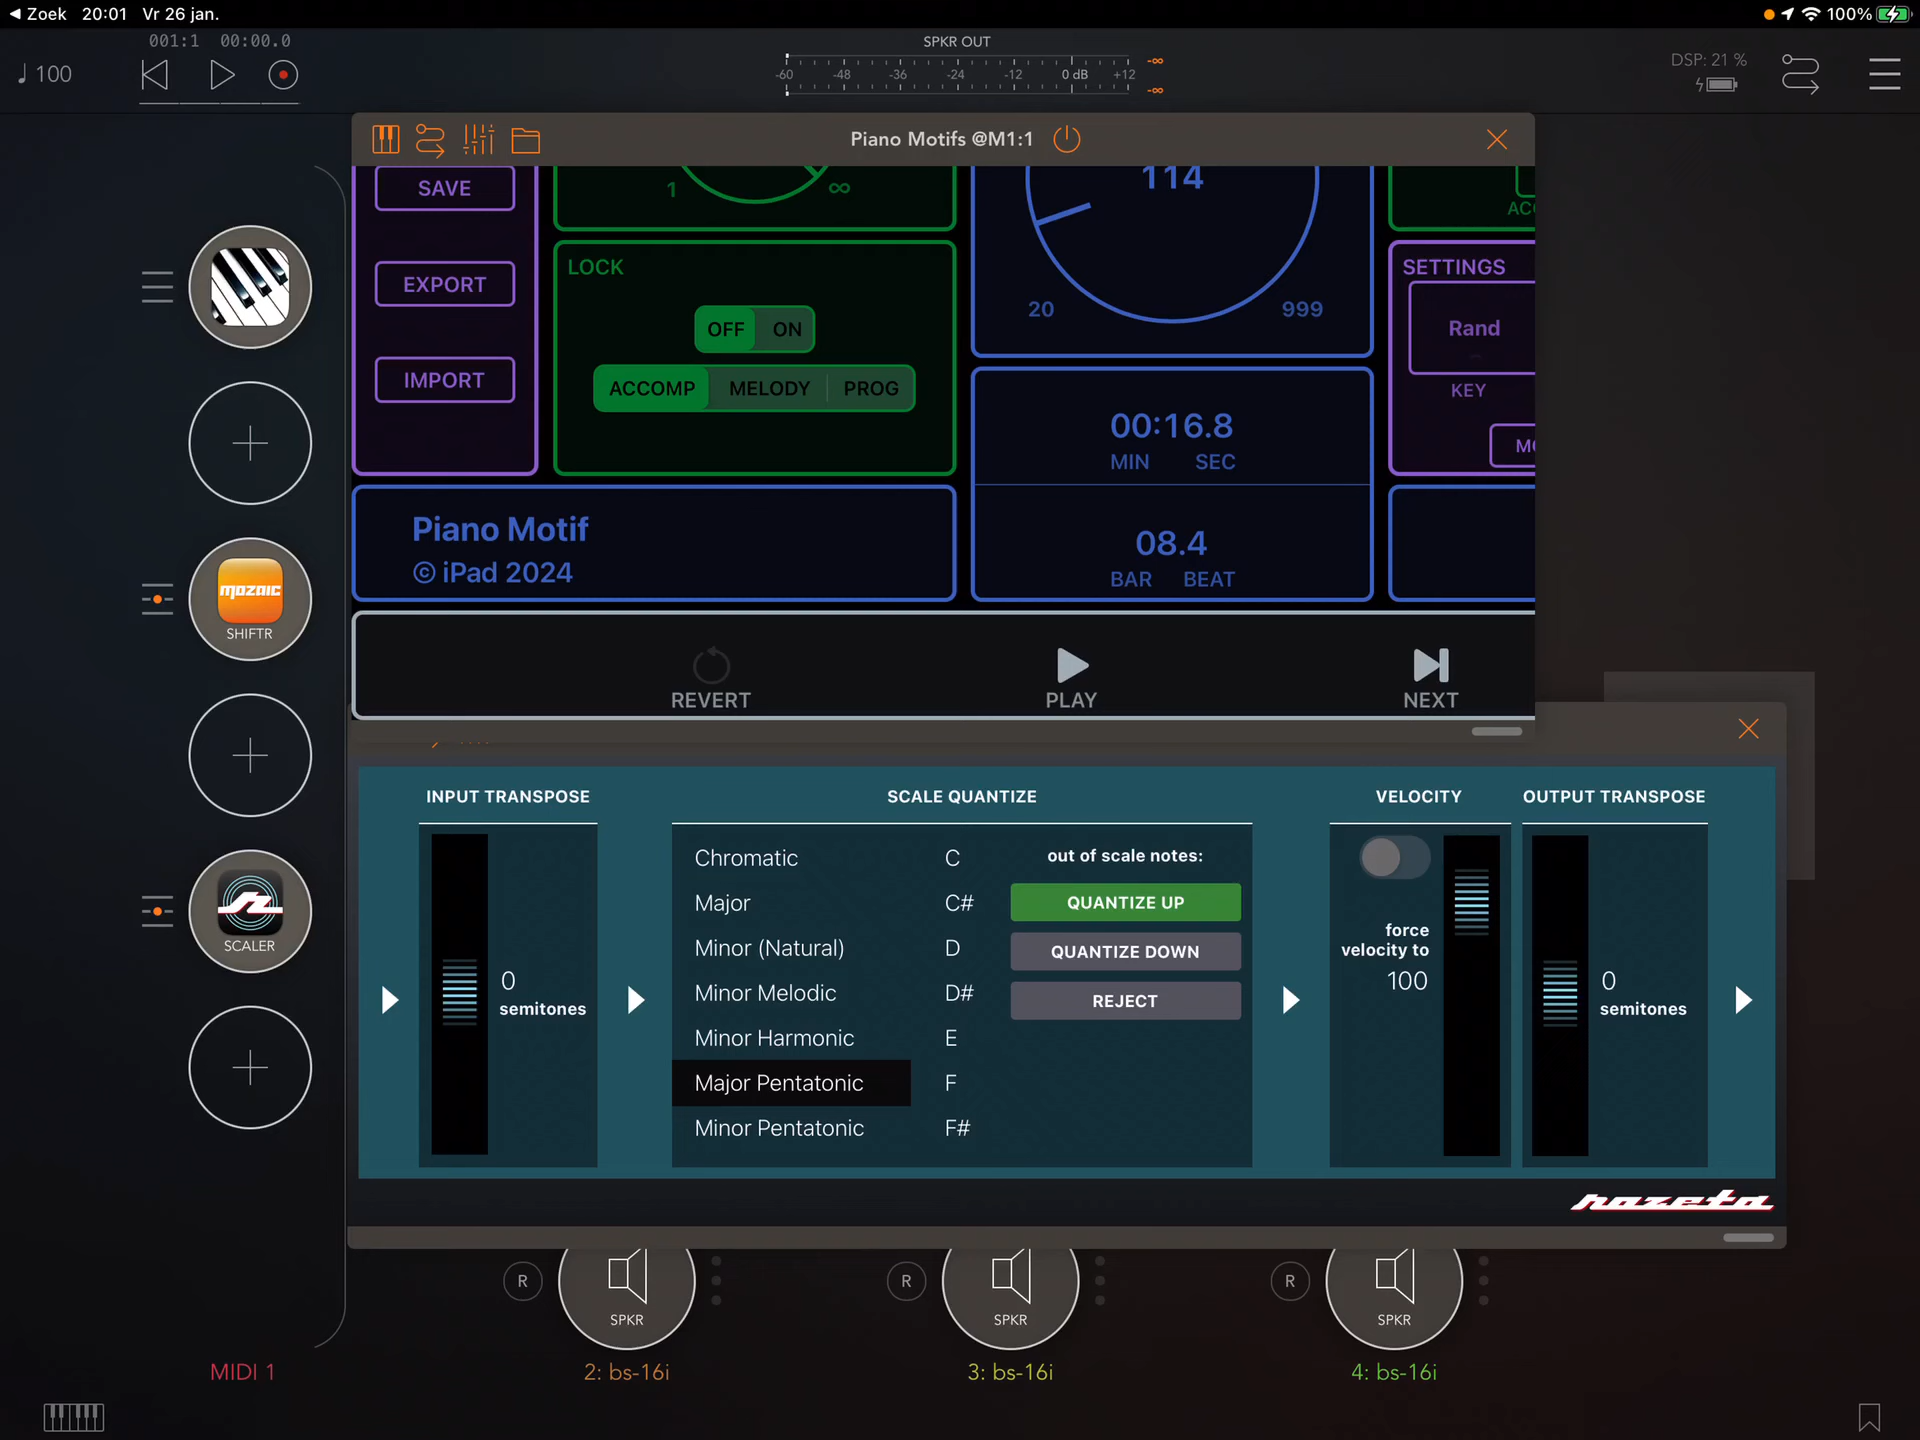 ◀ Zoek 20:01 Vr 26 jan. 100%
001:1 00:00.0
100
SPKR OUT
-60 -48 -36 -24 -12 0 dB +12
-∞
-∞
DSP: 21 %
Piano Motifs @M1:1
SAVE
EXPORT
IMPORT
1 ∞
LOCK
OFF ON
ACCOMP MELODY PROG
114
20 999
00:16.8
MIN SEC
08.4
BAR BEAT
SETTINGS
Rand
KEY
Piano Motif
© iPad 2024
REVERT
PLAY
NEXT
mozaic
SHIFTR
SCALER
INPUT TRANSPOSE
0
semitones
SCALE QUANTIZE
Chromatic
Major
Minor (Natural)
Minor Melodic
Minor Harmonic
Major Pentatonic
Minor Pentatonic
C
C#
D
D#
E
F
F#
out of scale notes:
QUANTIZE UP
QUANTIZE DOWN
REJECT
VELOCITY
force
velocity to
100
OUTPUT TRANSPOSE
0
semitones
rozeta
R SPKR
R SPKR
R SPKR
MIDI 1
2: bs-16i
3: bs-16i
4: bs-16i